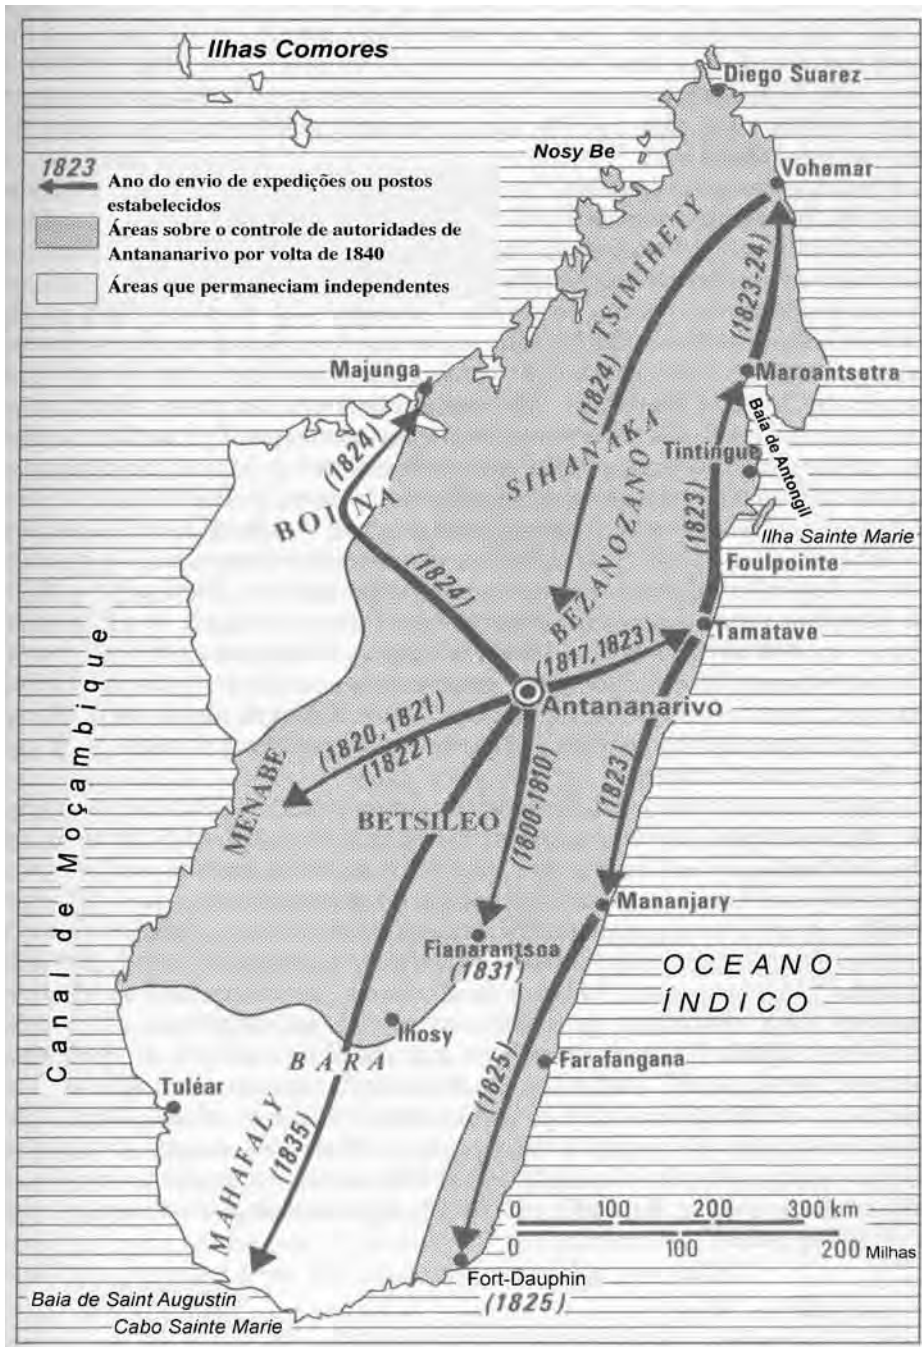 Ilhas Comores
Diego Suarez
Nosy Be
Vohemar
1823
Ano do envio de expedições ou postos
estabelecidos
Áreas sobre o controle de autoridades de
Antananarivo por volta de 1840
Áreas que permaneciam independentes
TSIMIHETY
(1823-24)
(1824)
Majunga
Maroantsetra
Baía de Antongil
(1824)
SIHANAKA
Tintingue
BOINA
(1823)
Ilha Sainte Marie
BEZANOZANO
Foulpointe
(1824)
Tamatave
(1817,1823)
Antananarivo
Canal de Moçambique
(1820,1821)
(1822)
MENABE
(1823)
BETSILEO
(1800-1810)
Mananjary
Fianarantsoa
(1831)
OCEANO
ÍNDICO
Ihosy
BARA
Farafangana
(1825)
Tuléar
MAHAFALY
(1835)
0 100 200 300 km
0 100 200 Milhas
Fort-Dauphin
(1825)
Baia de Saint Augustin
Cabo Sainte Marie